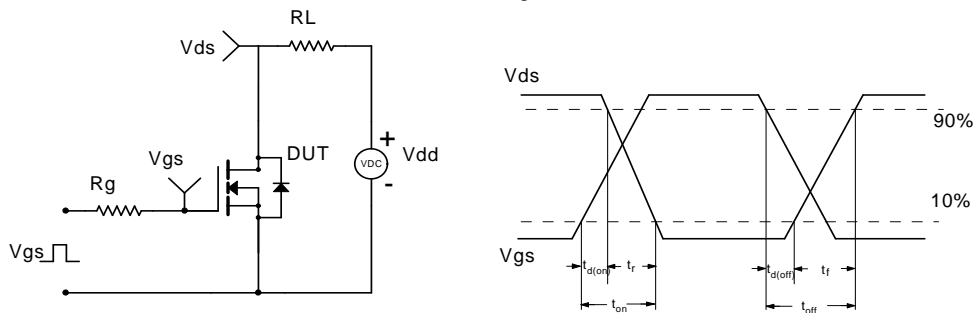 RL
Vds
Vgs
DUT
+
VDC
Vdd
-
Rg
Vgs
Vds
90%
10%
Vgs
td(on)
tr
td(off)
tf
ton
toff